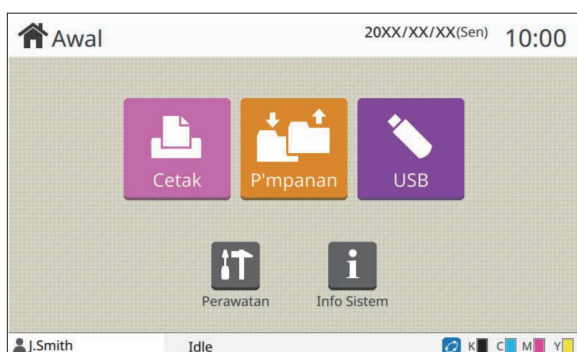 Awal 20XX/XX/XX(Sen) 10:00
Cetak P'mpanan USB
Perawatan Info Sistem
J.Smith Idle K C M Y